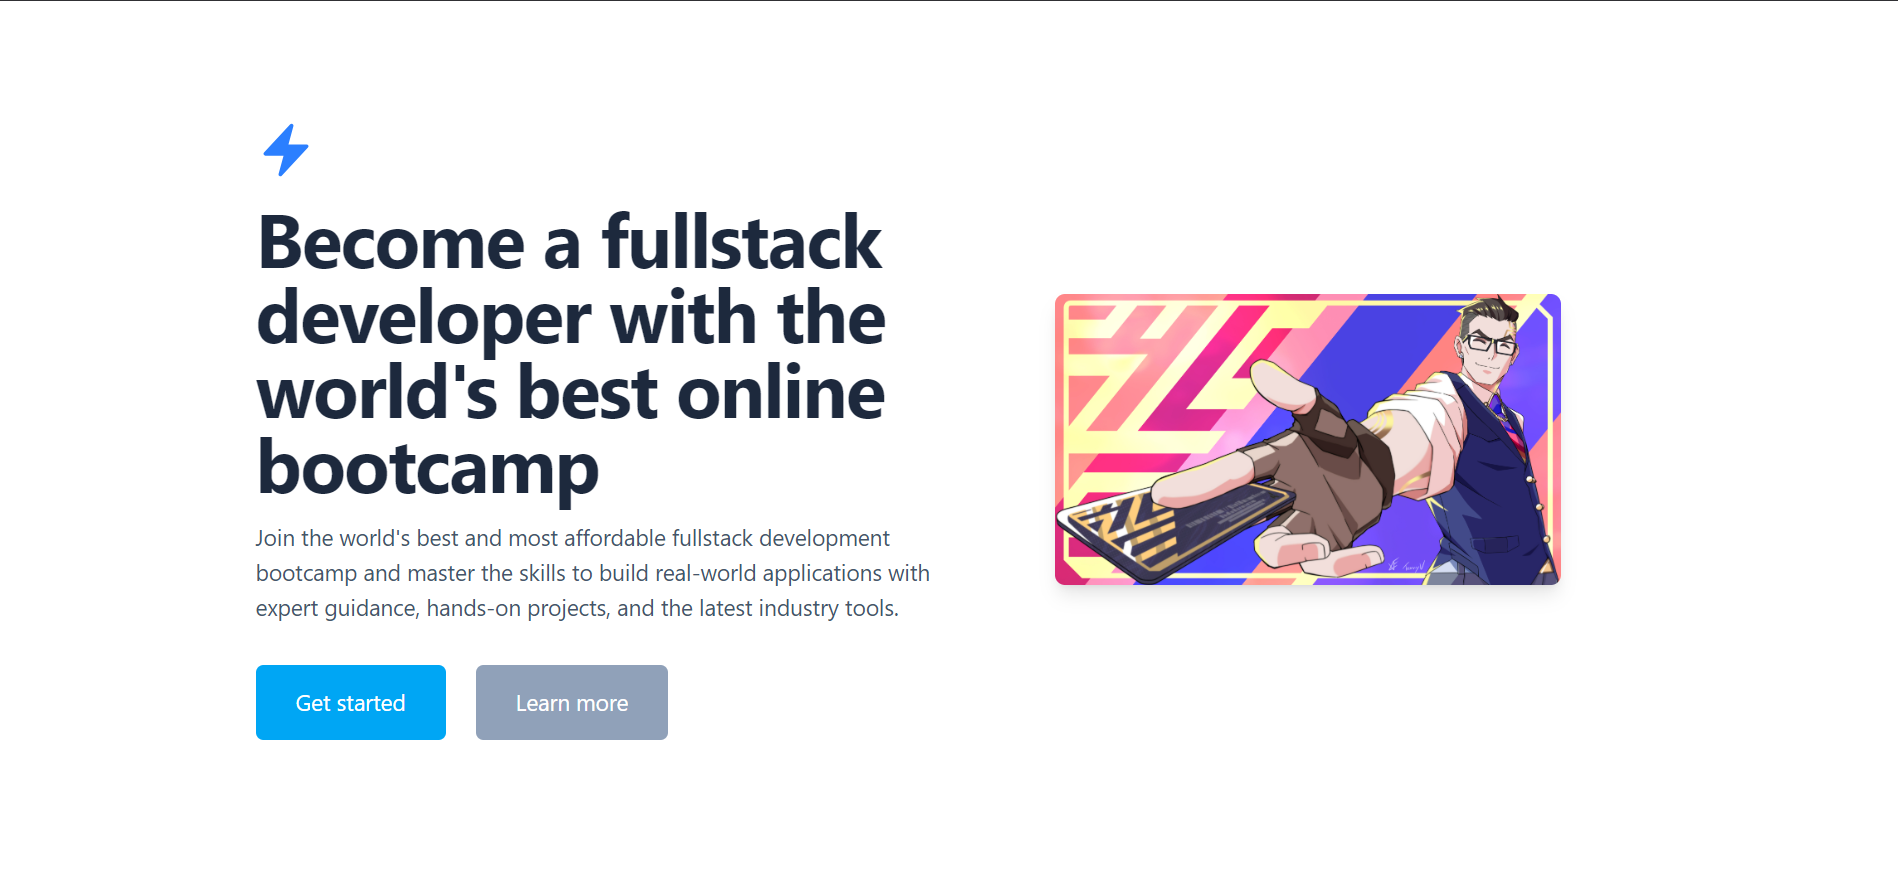 Become a fullstack
developer with the
world's best online
bootcamp
Join the world's best and most affordable fullstack development
bootcamp and master the skills to build real-world applications with
expert guidance, hands-on projects, and the latest industry tools.
Get started
Learn more